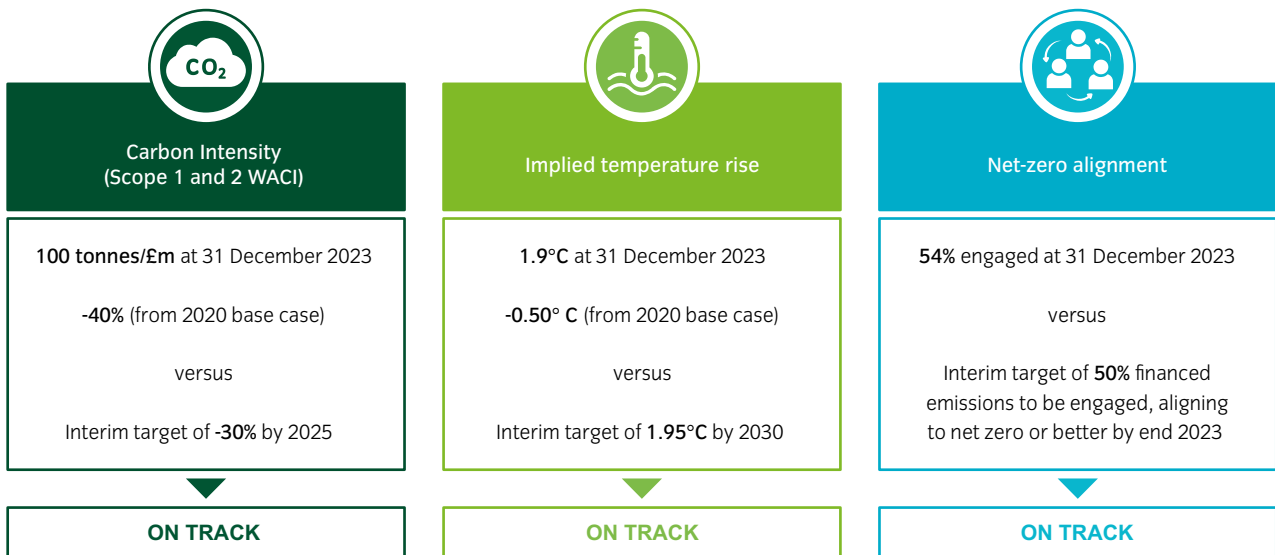 CO₂
Carbon Intensity
(Scope 1 and 2 WACI)
100 tonnes/£m at 31 December 2023
-40% (from 2020 base case)
versus
Interim target of -30% by 2025
ON TRACK
Implied temperature rise
1.9°C at 31 December 2023
-0.50° C (from 2020 base case)
versus
Interim target of 1.95°C by 2030
ON TRACK
Net-zero alignment
54% engaged at 31 December 2023
versus
Interim target of 50% financed
emissions to be engaged, aligning
to net zero or better by end 2023
ON TRACK